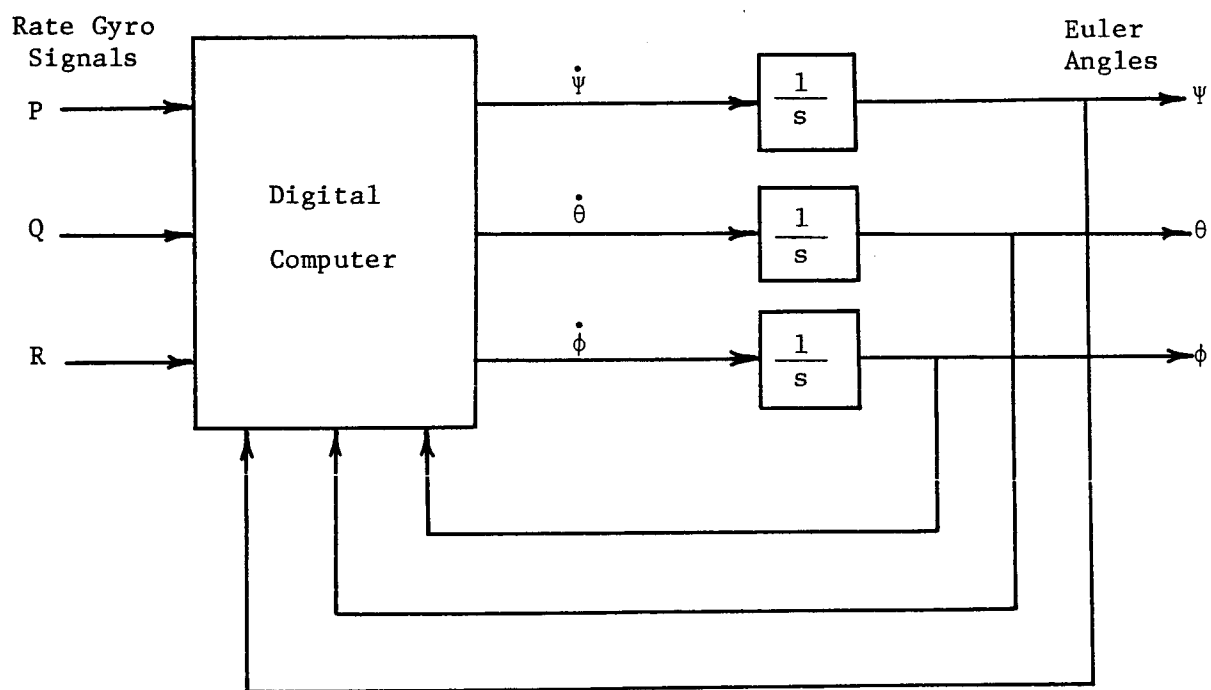 Rate Gyro
Signals
Euler
Angles
P
Ψ̇
1
s
Ψ
Digital
Computer
Q
θ̇
1
s
θ
R
ϕ̇
1
s
ϕ